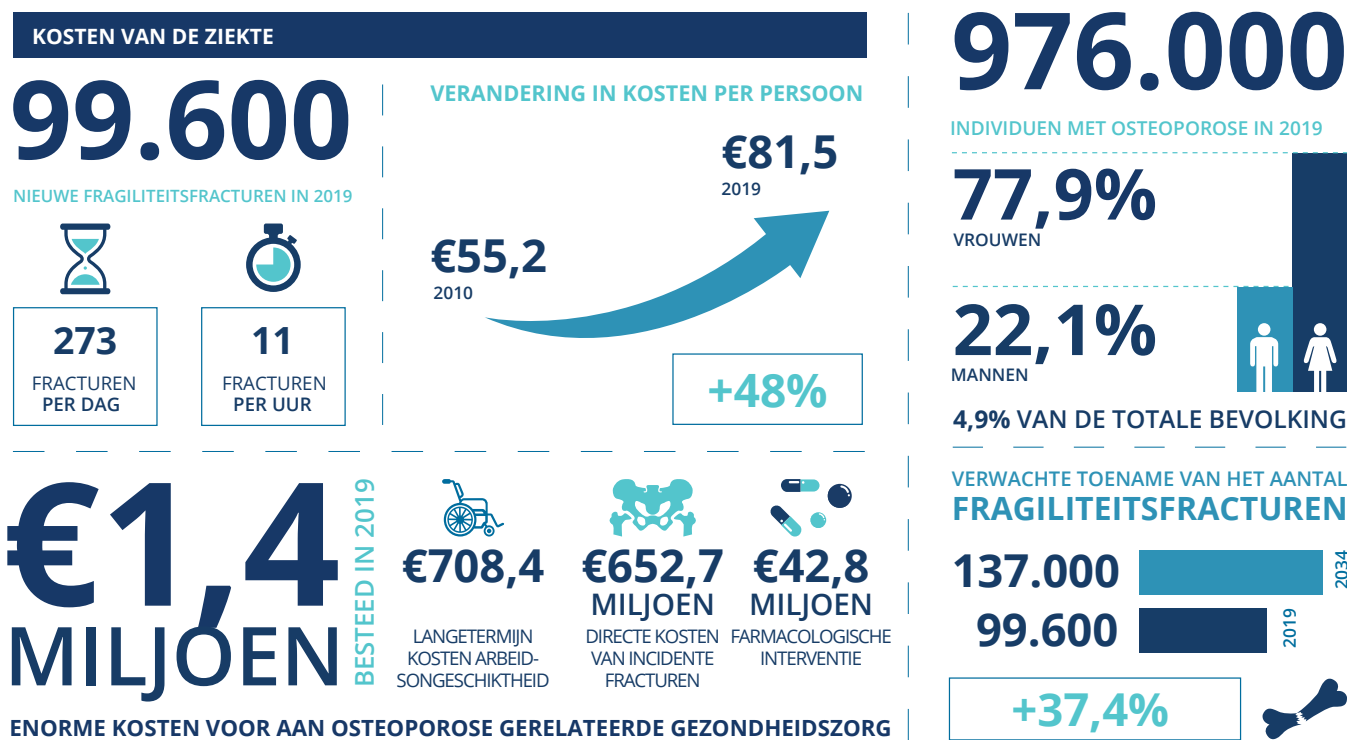 KOSTEN VAN DE ZIEKTE
99.600
NIEUWE FRAGILITEITSFRACTUREN IN 2019
273
FRACTUREN
PER DAG
11
FRACTUREN
PER UUR
VERANDERING IN KOSTEN PER PERSOON
€81,5
2019
€55,2
2010
+48%
€1,4
MILJOEN
BESTEED IN 2019
€708,4
LANGETERMIJN
KOSTEN ARBEID-
SONGESCHIKTHEID
€652,7
MILJOEN
DIRECTE KOSTEN
VAN INCIDENTE
FRACTUREN
€42,8
MILJOEN
FARMACOLOGISCHE
INTERVENTIE
ENORME KOSTEN VOOR AAN OSTEOPOROSE GERELATEERDE GEZONDHEIDSZORG
976.000
INDIVIDUEN MET OSTEOPOROSE IN 2019
77,9%
VROUWEN
22,1%
MANNEN
4,9% VAN DE TOTALE BEVOLKING
VERWACHTE TOENAME VAN HET AANTAL
FRAGILITEITSFRACTUREN
137.000
2034
99.600
2019
+37,4%